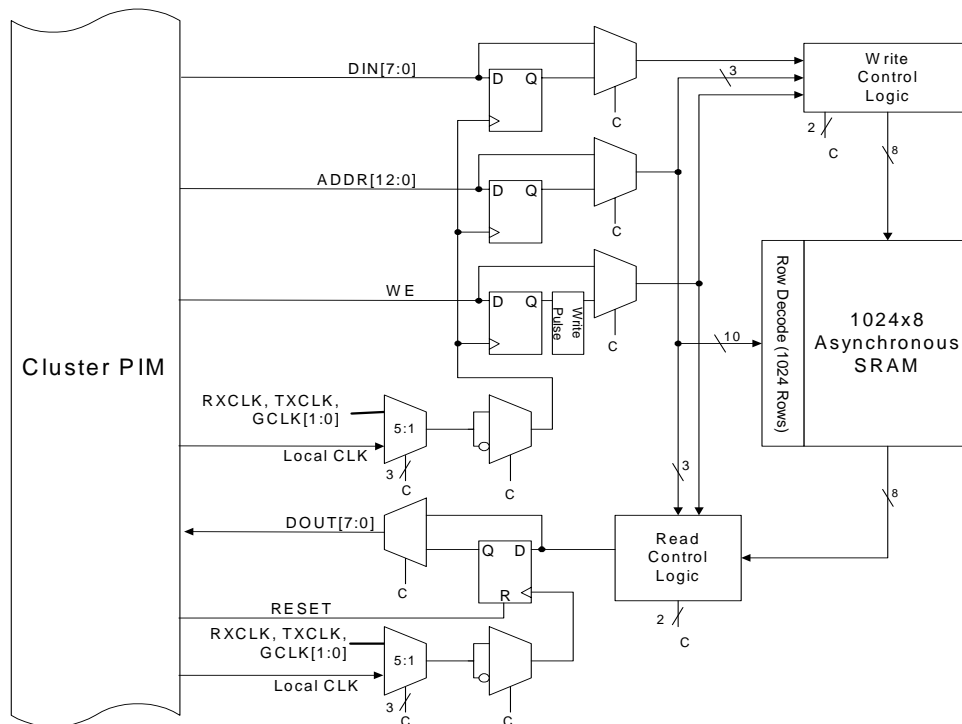 Cluster PIM
DIN[7:0]
D Q
C
3
Write
Control
Logic
2
C
8
ADDR[12:0]
D Q
C
WE
D Q
Write
Pulse
C
10
Row Decode (1024 Rows)
1024x8
Asynchronous
SRAM
RXCLK, TXCLK,
GCLK[1:0]
5:1
Local CLK
3
C
C
3
8
DOUT[7:0]
C
Q D
R
Read
Control
Logic
2
C
RESET
RXCLK, TXCLK,
GCLK[1:0]
5:1
Local CLK
3
C
C